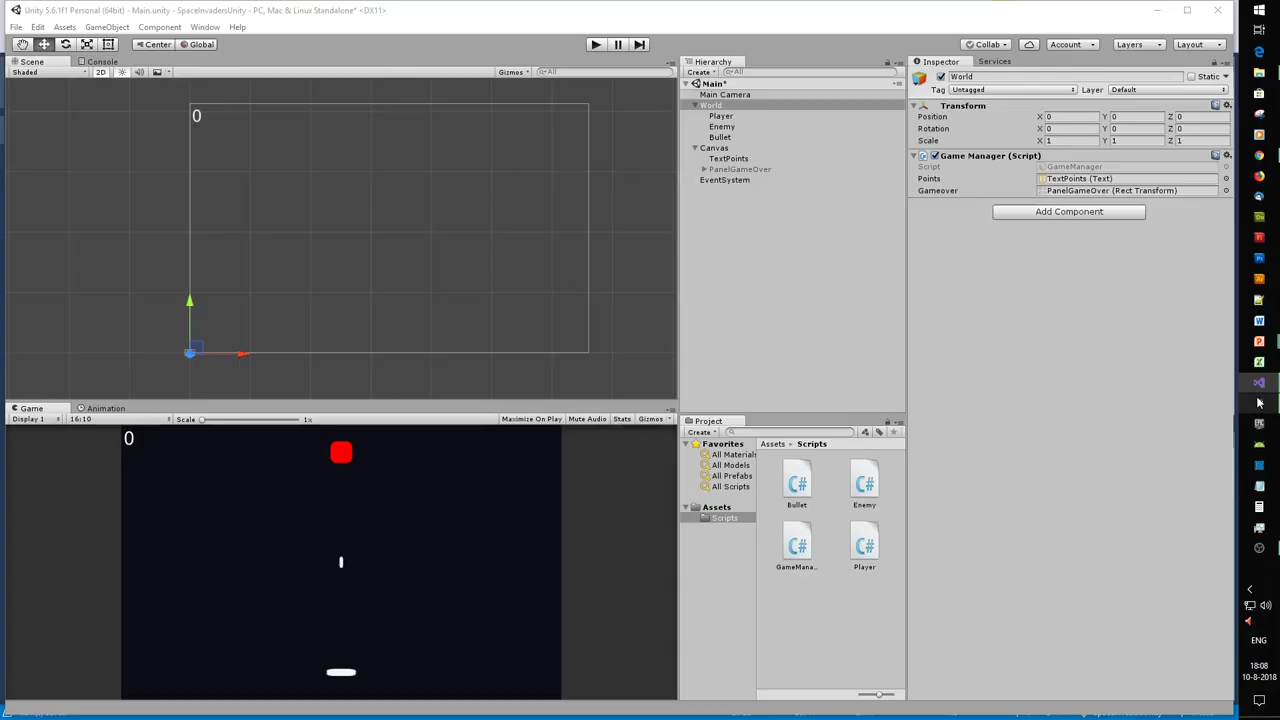 Unity 5.6.1f1 Personal (64bit) - Main.unity - SpaceInvadersUnity - PC, Mac & Linux Standalone* <DX11>
File Edit Assets GameObject Component Window Help
Center Global
Collab Account Layers Layout
Scene Console
Shaded 2D Gizmos All
0
Hierarchy
Create All
Main*
Main Camera
World
Player
Enemy
Bullet
Canvas
TextPoints
PanelGameOver
EventSystem
Inspector Services
World Static
Tag Untagged Layer Default
Transform
Position X 0 Y 0 Z 0
Rotation X 0 Y 0 Z 0
Scale X 1 Y 1 Z 1
Game Manager (Script)
Script GameManager
Points TextPoints (Text)
Gameover PanelGameOver (Rect Transform)
Add Component
Game Animation
Display 1 16:10 Scale 1x Maximize On Play Mute Audio Stats Gizmos
0
Project
Create
Favorites
All Material
All Models
All Prefabs
All Scripts
Assets
Scripts
Assets Scripts
C# C#
Bullet Enemy
C# C#
GameMana... Player
ENG
18:08
10-8-2018